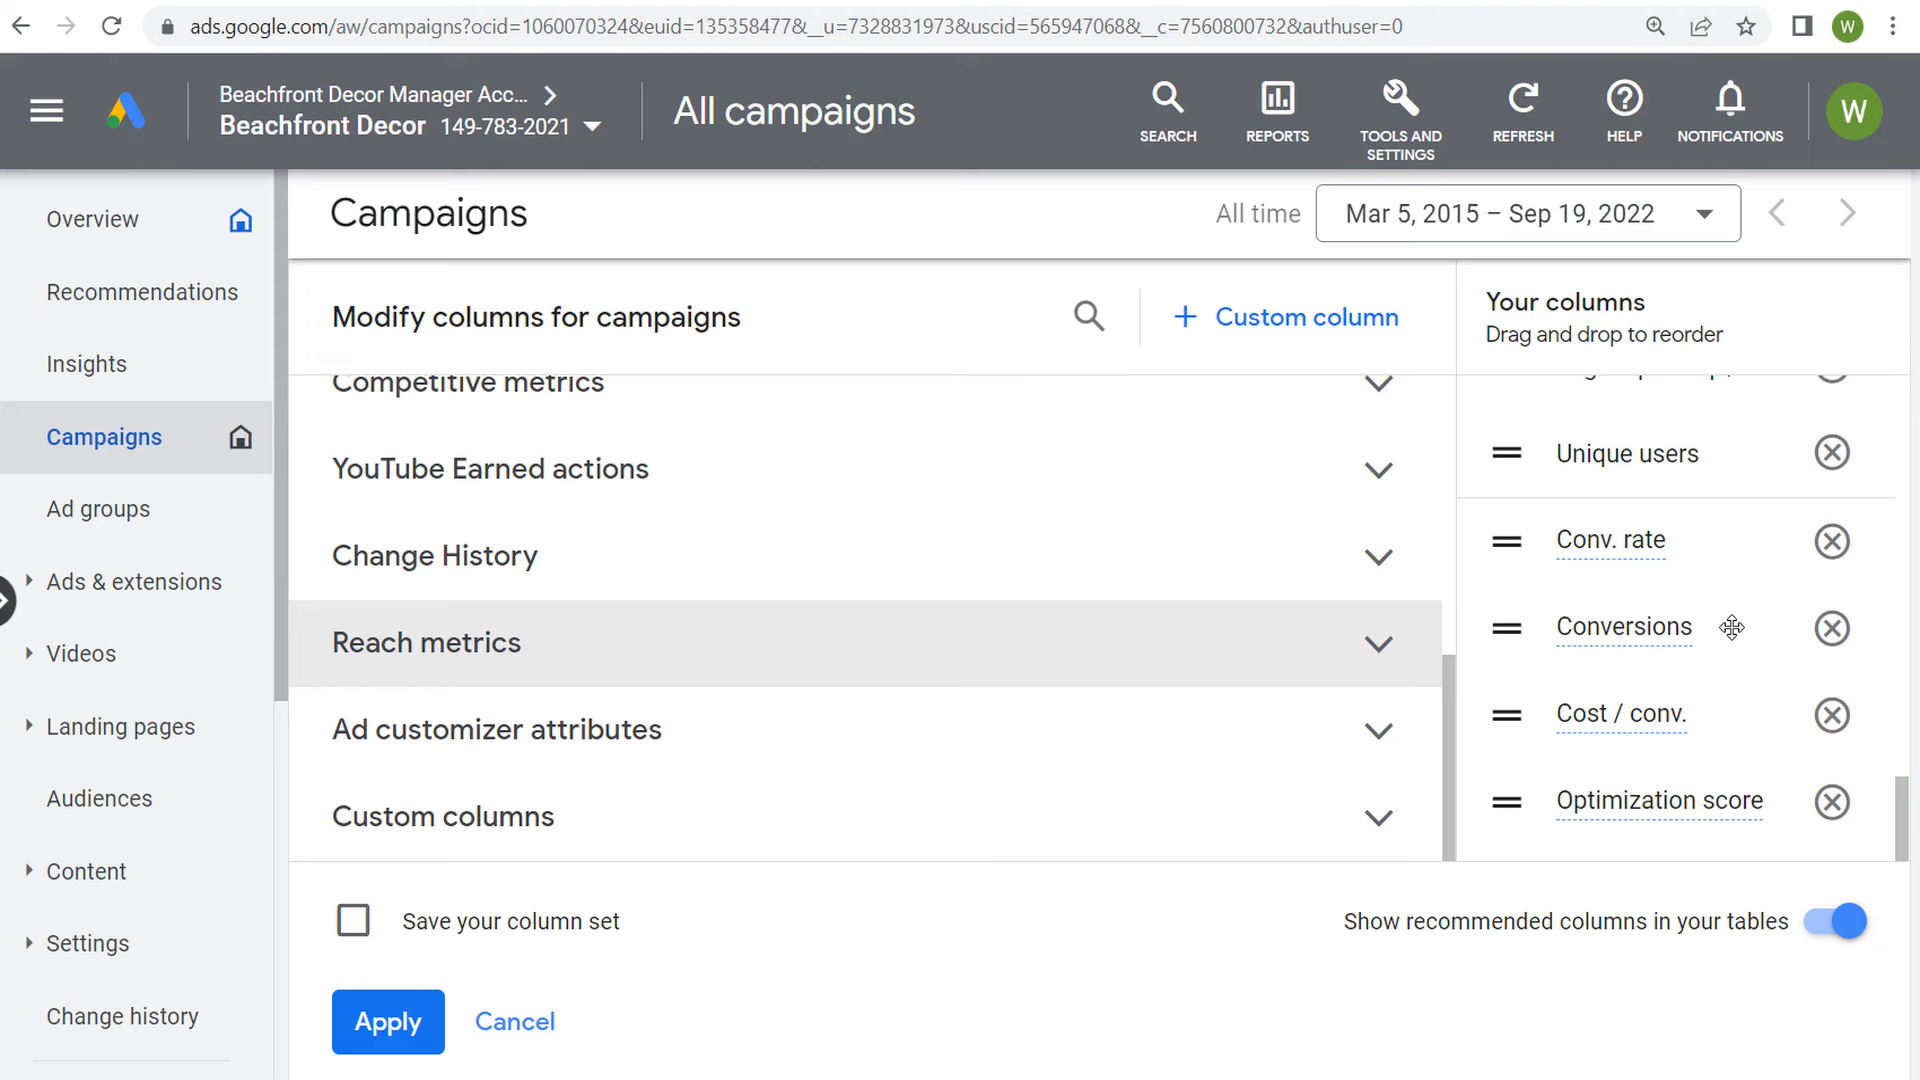 ads.google.com/aw/campaigns?ocid=1060070324&euid=135358477&__u=7328831973&uscid=565947068&__c=7560800732&authuser=0
W
Beachfront Decor Manager Acc...
Beachfront Decor 149-783-2021
All campaigns
SEARCH
REPORTS
TOOLS AND
SETTINGS
REFRESH
HELP
NOTIFICATIONS
W
Overview
Recommendations
Insights
Campaigns
Ad groups
Ads & extensions
Videos
Landing pages
Audiences
Content
Settings
Change history
Campaigns
All time
Mar 5, 2015 – Sep 19, 2022
Modify columns for campaigns
+ Custom column
Competitive metrics
YouTube Earned actions
Change History
Reach metrics
Ad customizer attributes
Custom columns
Your columns
Drag and drop to reorder
Unique users
Conv. rate
Conversions
Cost / conv.
Optimization score
Save your column set
Show recommended columns in your tables
Apply
Cancel